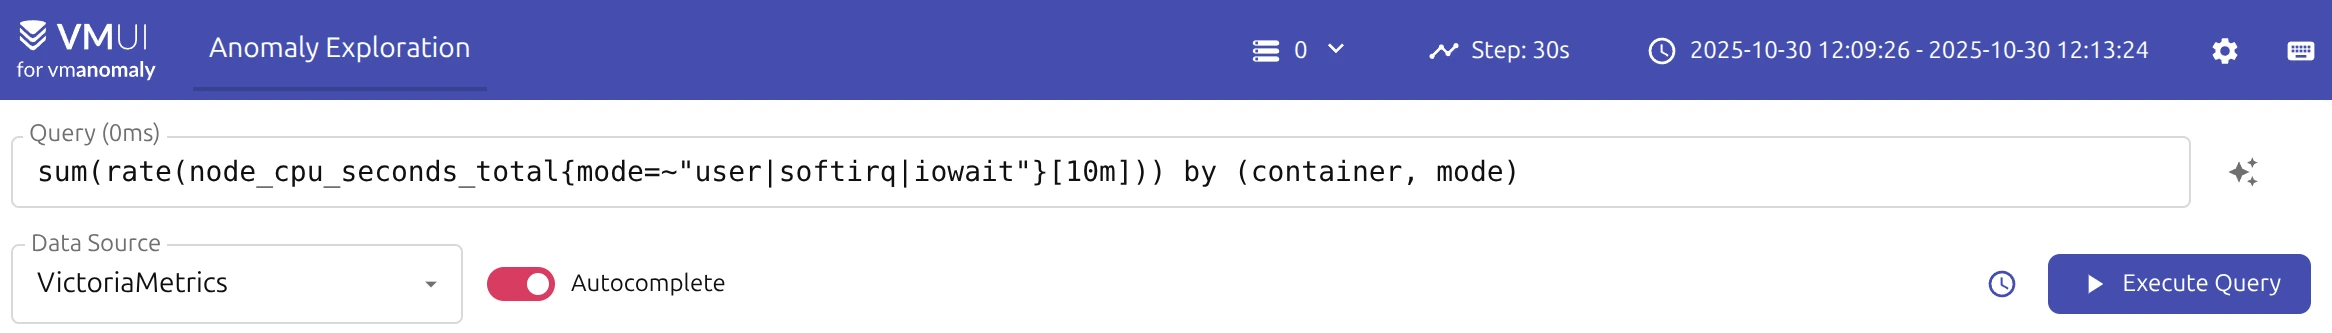 VMUI
for vmanomaly
Anomaly Exploration
0
Step: 30s
2025-10-30 12:09:26 - 2025-10-30 12:13:24
Query (0ms)
sum(rate(node_cpu_seconds_total{mode=~"user|softirq|iowait"}[10m])) by (container, mode)
Data Source
VictoriaMetrics
Autocomplete
Execute Query